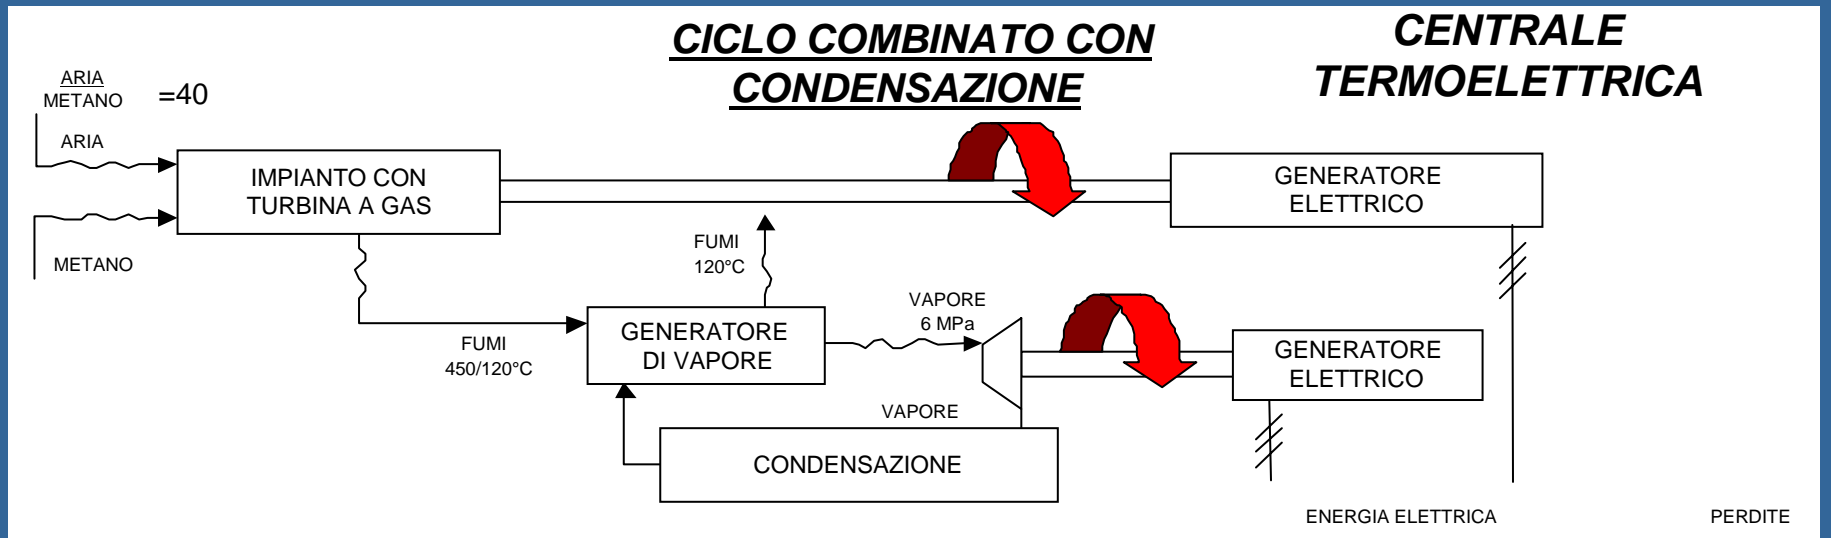 CICLO COMBINATO CON
CONDENSAZIONE
CENTRALE
TERMOELETTRICA
ARIA
METANO
=40
ARIA
METANO
IMPIANTO CON
TURBINA A GAS
GENERATORE
ELETTRICO
FUMI
120°C
FUMI
450/120°C
GENERATORE
DI VAPORE
VAPORE
6 MPa
GENERATORE
ELETTRICO
VAPORE
CONDENSAZIONE
ENERGIA ELETTRICA
PERDITE